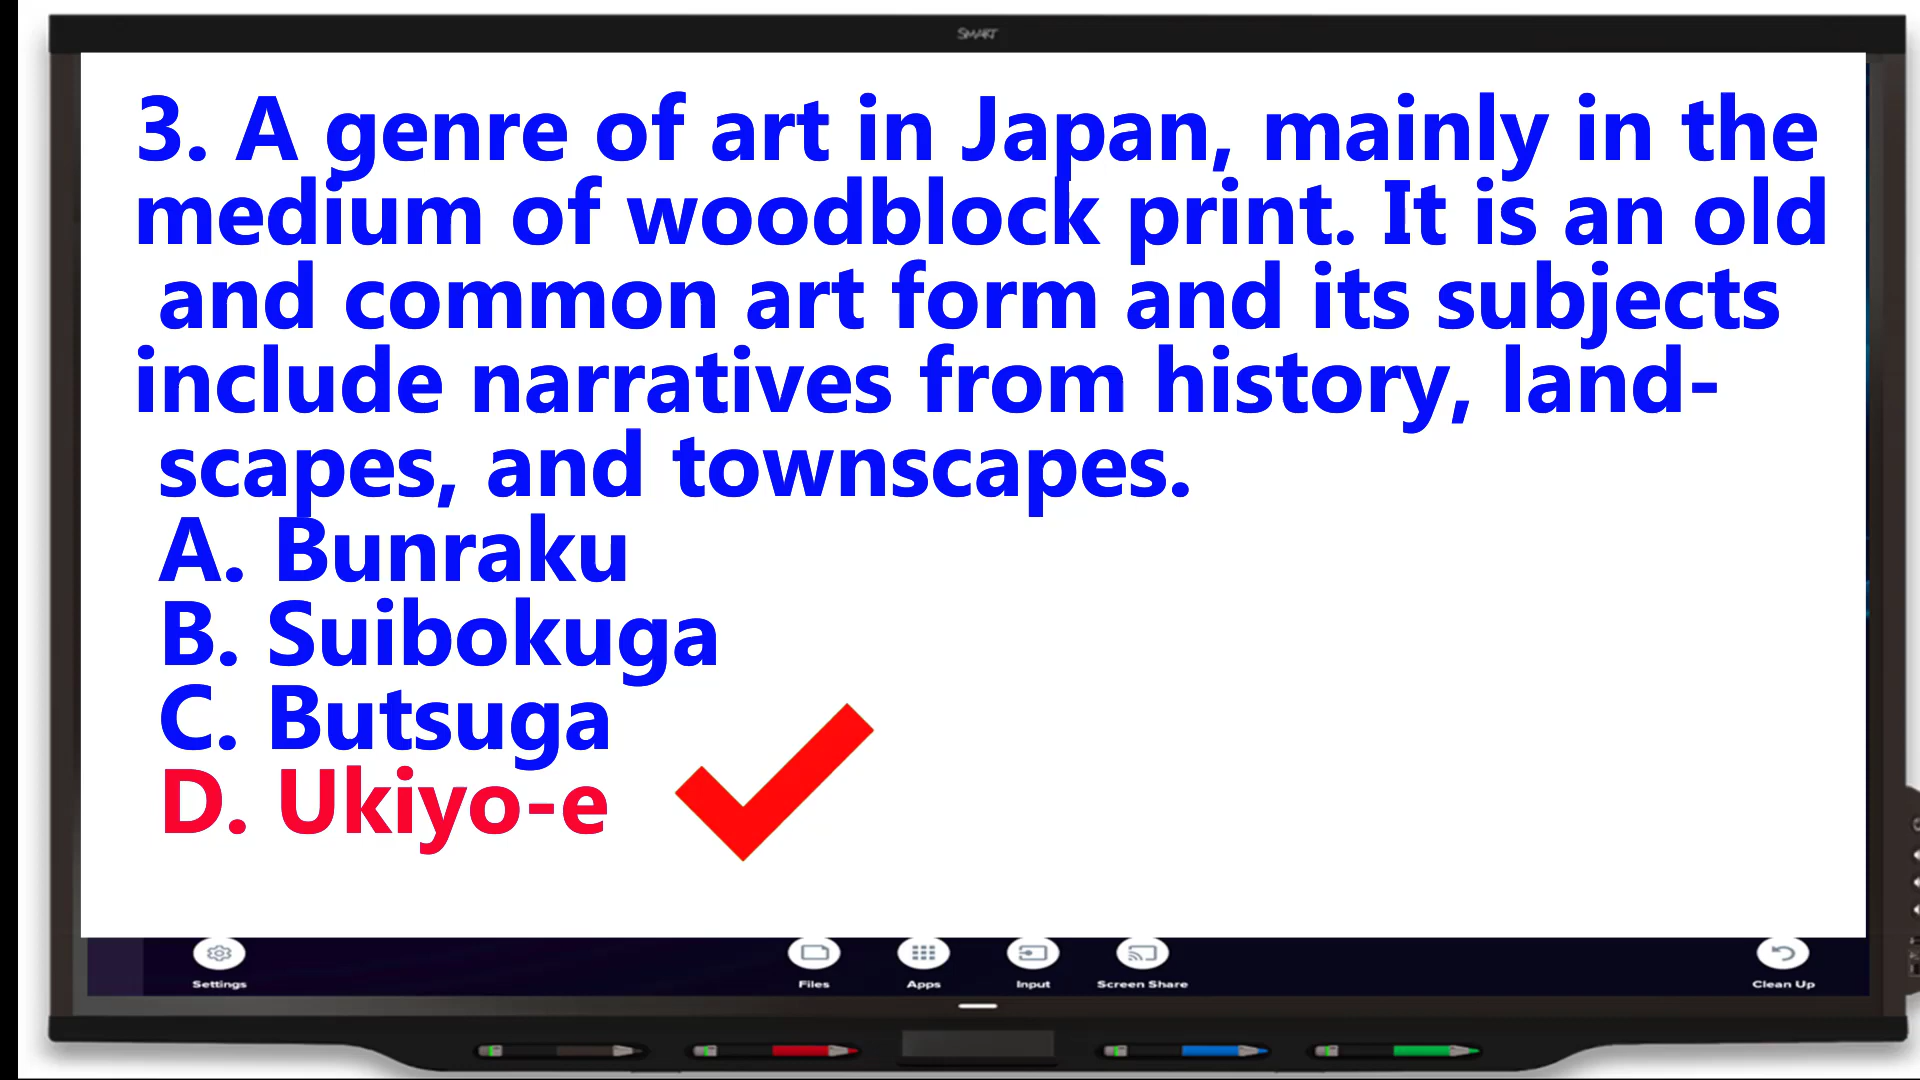 SMART
3. A genre of art in Japan, mainly in the
medium of woodblock print. It is an old
and common art form and its subjects
include narratives from history, land-
scapes, and townscapes.
A. Bunraku
B. Suibokuga
C. Butsuga
D. Ukiyo-e
Settings
Files
Apps
Input
Screen Share
Clean Up